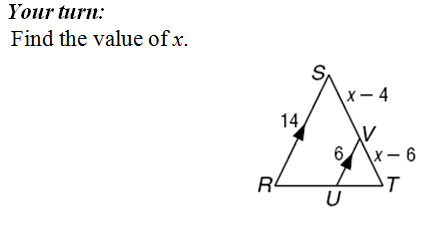 Your turn:
Find the value of x.
S
x – 4
14
V
6
x – 6
R
T
U